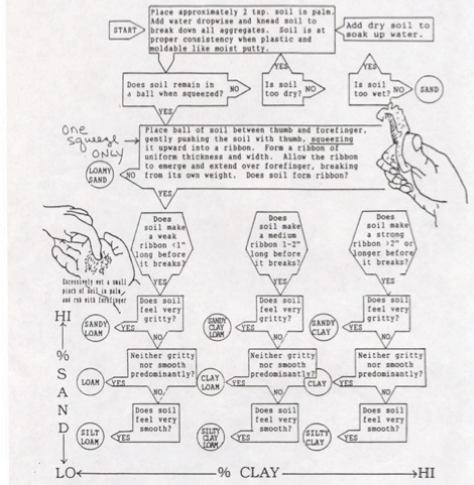 START
Place approximately 2 tsp. soil in palm.
Add water dropwise and knead soil to
break down all aggregates. Soil is at
proper consistency when plastic and
moldable like moist putty.
Add dry soil to
soak up water.
YES
YES
Does soil remain in
a ball when squeezed?
NO
Is soil
too dry?
NO
Is soil
too wet?
NO
SAND
YES
one
squeeze
ONLY
Place ball of soil between thumb and forefinger,
gently pushing the soil with thumb, squeezing
it upward into a ribbon. Form a ribbon of
uniform thickness and width. Allow the ribbon
to emerge and extend over forefinger, breaking
from its own weight. Does soil form ribbon?
LOAMY
SAND
NO
YES
Does
soil make
a weak
ribbon <1"
long before
it breaks?
Does
soil make
a medium
ribbon 1-2"
long before
it breaks?
Does
soil make
a strong
ribbon >2" or
longer before
it breaks?
Excessively wet a small
pinch of soil in palm
and rub with forefinger
YES
YES
YES
HI
SANDY
LOAM
YES
Does soil
feel very
gritty?
SANDY
CLAY
LOAM
YES
Does soil
feel very
gritty?
SANDY
CLAY
YES
Does soil
feel very
gritty?
NO
NO
NO
%
SAND
LOAM
YES
Neither gritty
nor smooth
predominantly?
CLAY
LOAM
YES
Neither gritty
nor smooth
predominantly?
CLAY
YES
Neither gritty
nor smooth
predominantly?
NO
NO
NO
SILT
LOAM
YES
Does soil
feel very
smooth?
SILTY
CLAY
LOAM
YES
Does soil
feel very
smooth?
SILTY
CLAY
YES
Does soil
feel very
smooth?
LO
% CLAY
HI